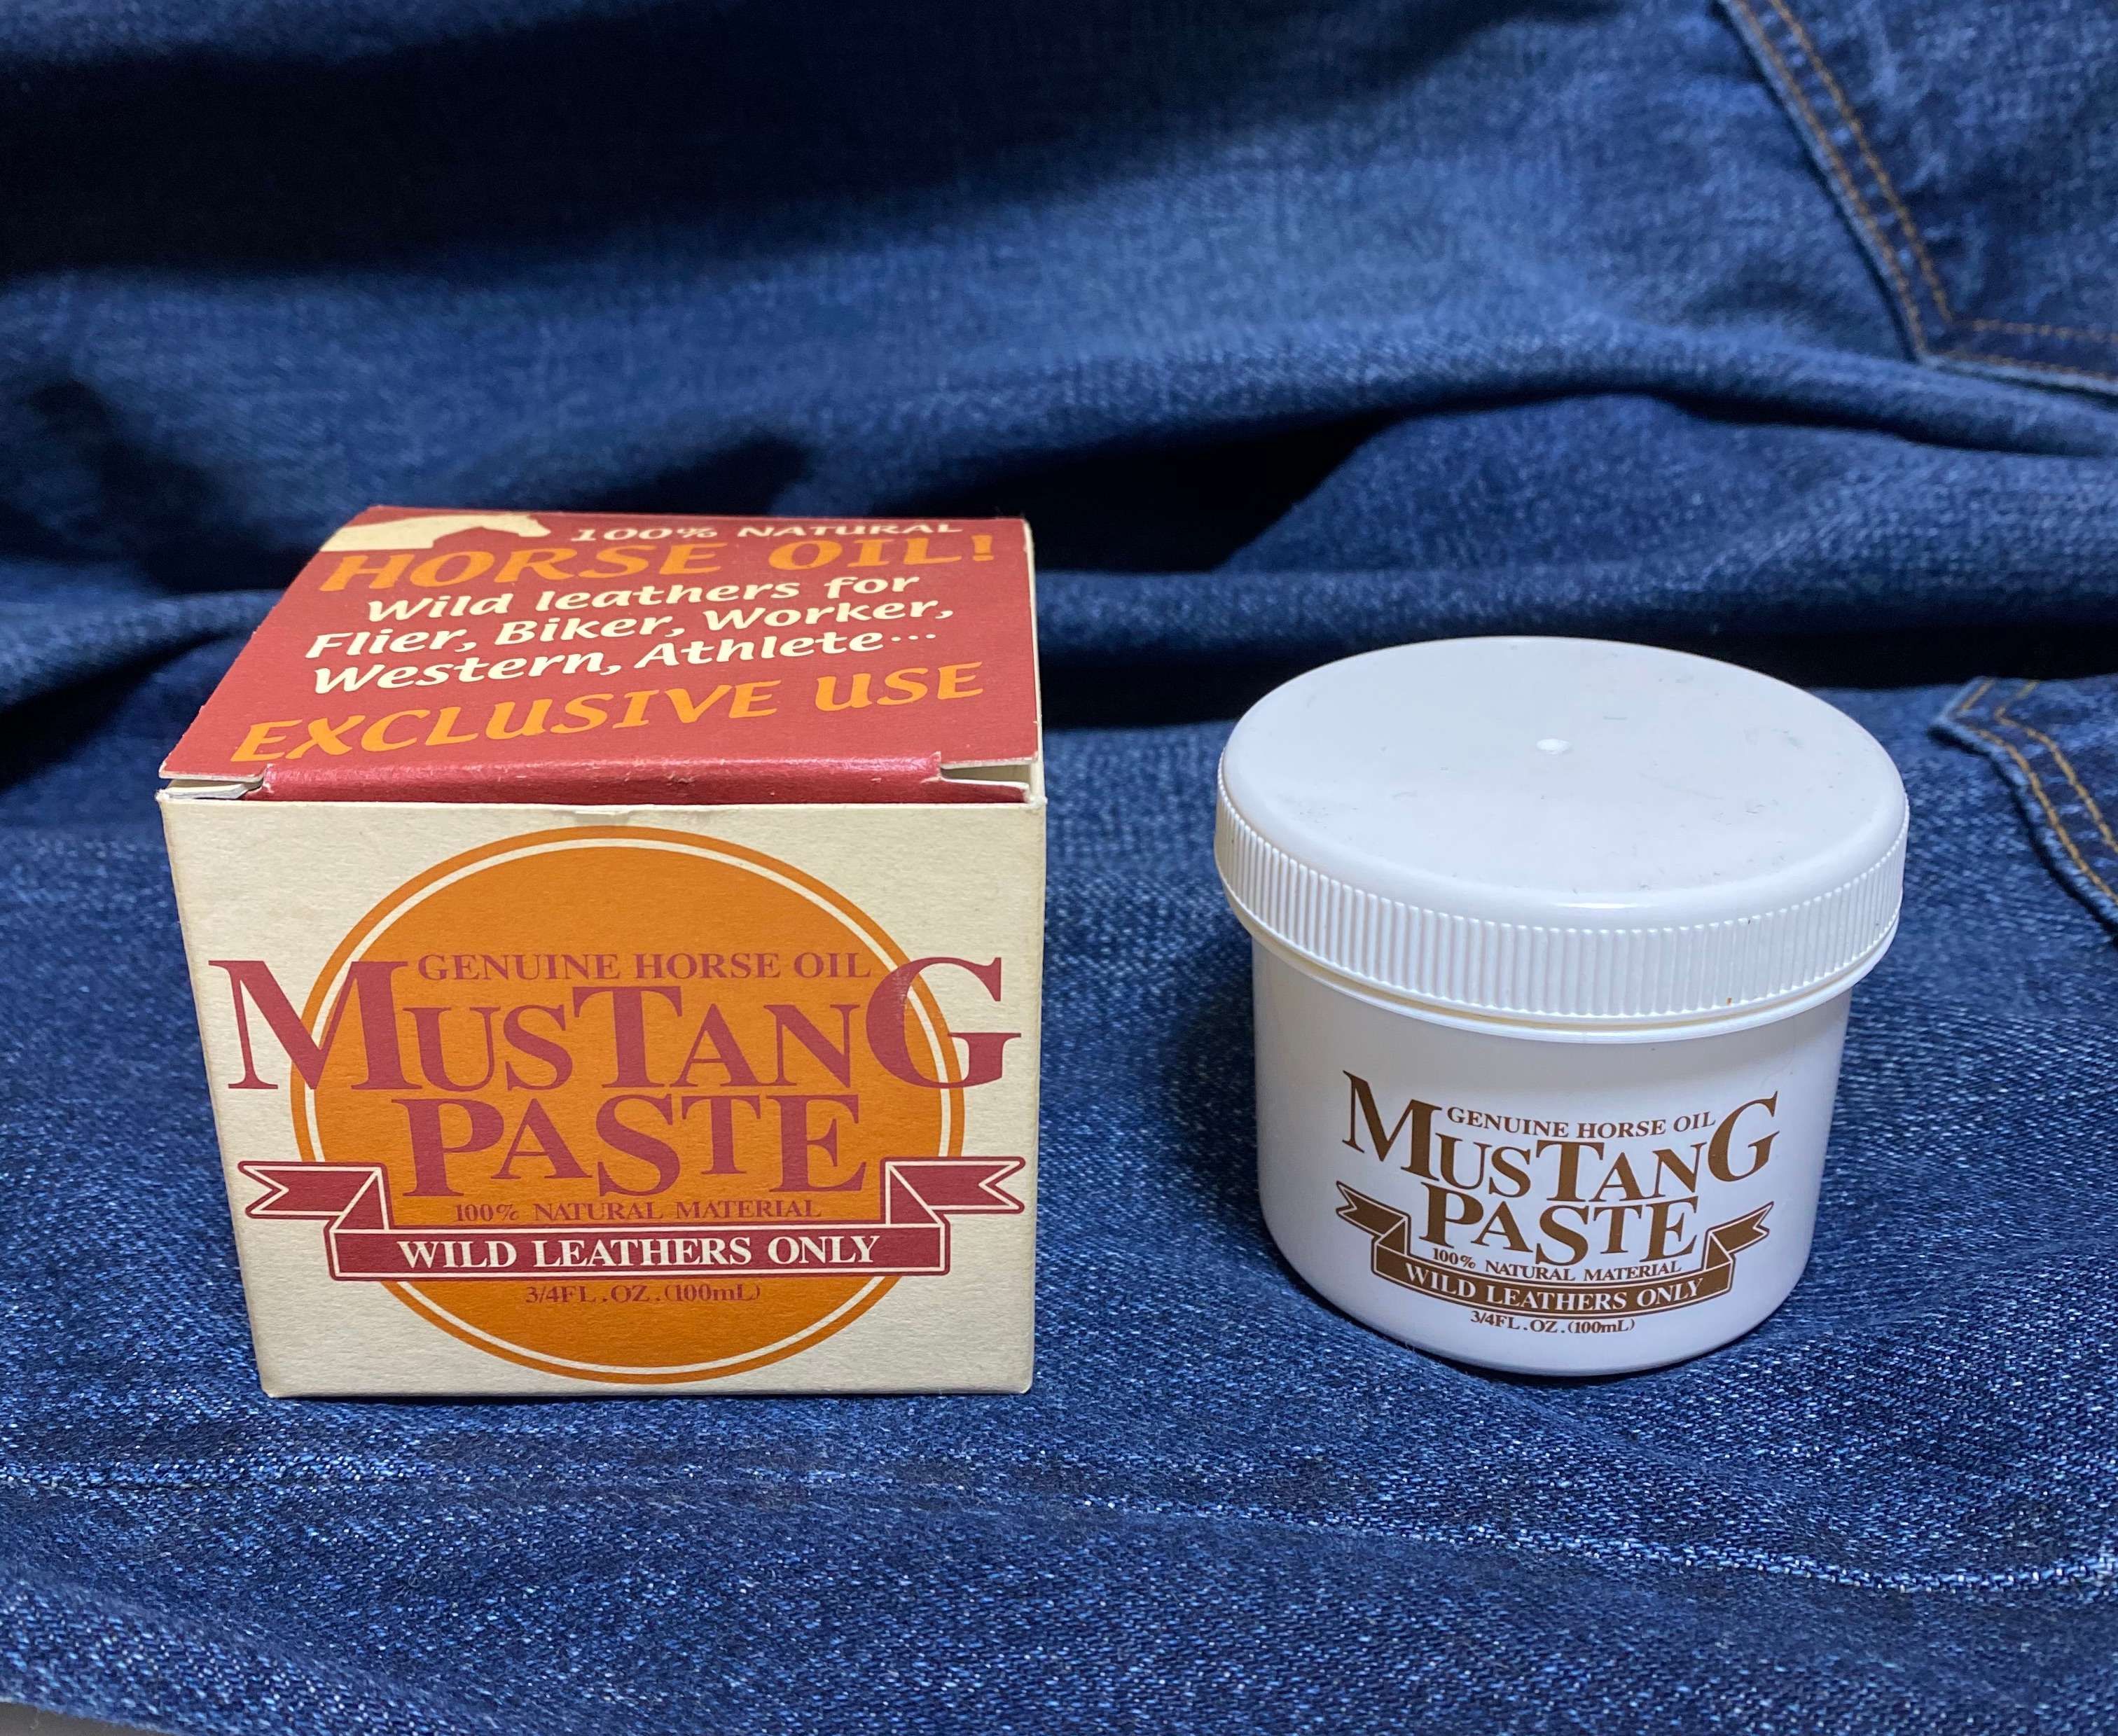 100% NATURAL
HORSE OIL!
Wild leathers for
Flier, Biker, Worker,
Western, Athlete…
EXCLUSIVE USE
GENUINE HORSE OIL
MUSTANG
PASTE
100% NATURAL MATERIAL
WILD LEATHERS ONLY
3/4FL.OZ.(100mL)
GENUINE HORSE OIL
MUSTANG
PASTE
100% NATURAL MATERIAL
WILD LEATHERS ONLY
3/4FL.OZ.(100mL)